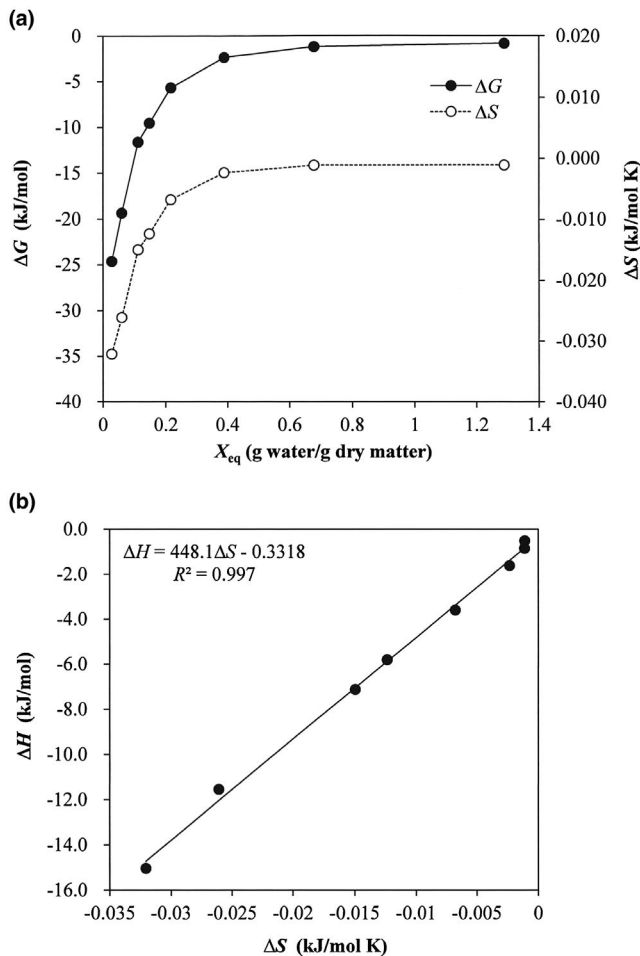 (a)
0
-5
-10
-15
-20
-25
-30
-35
-40
ΔG (kJ/mol)
0.020
0.010
0.000
-0.010
-0.020
-0.030
-0.040
ΔS (kJ/mol K)
ΔG
ΔS
0 0.2 0.4 0.6 0.8 1 1.2 1.4
Xeq (g water/g dry matter)
(b)
0.0
-2.0
-4.0
-6.0
-8.0
-10.0
-12.0
-14.0
-16.0
ΔH (kJ/mol)
ΔH = 448.1ΔS - 0.3318
R² = 0.997
-0.035 -0.03 -0.025 -0.02 -0.015 -0.01 -0.005 0
ΔS (kJ/mol K)